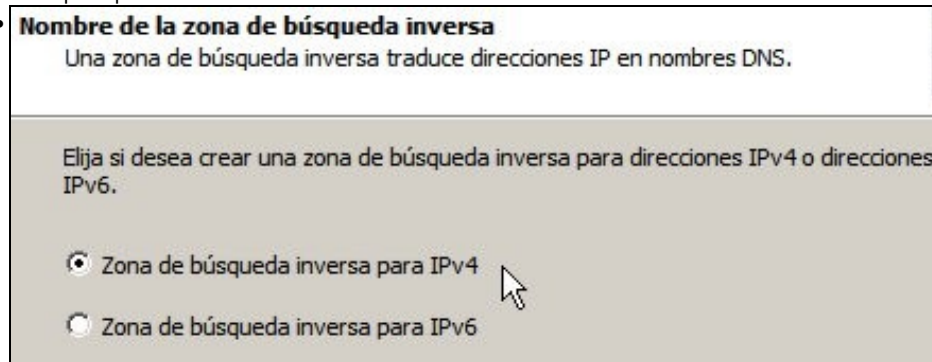 Nombre de la zona de búsqueda inversa
Una zona de búsqueda inversa traduce direcciones IP en nombres DNS.
Elija si desea crear una zona de búsqueda inversa para direcciones IPv4 o direcciones
IPv6.
Zona de búsqueda inversa para IPv4
Zona de búsqueda inversa para IPv6